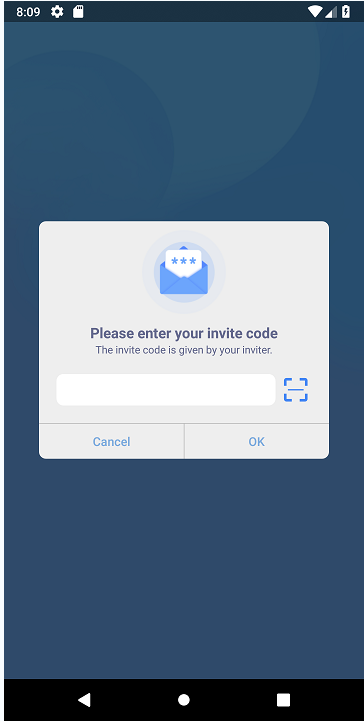 8:09
***
Please enter your invite code
The invite code is given by your inviter.
Cancel
OK